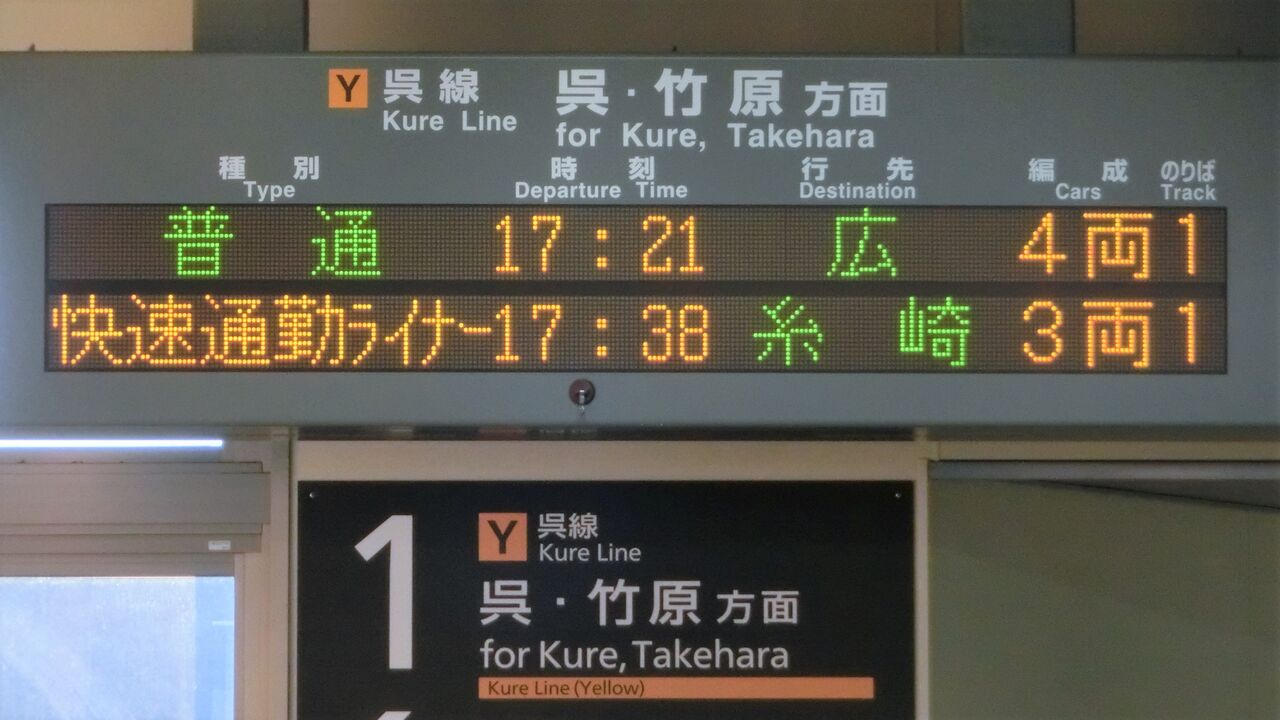 Y 呉線 呉・竹原 方面
Kure Line for Kure, Takehara
種別 時刻 行先 編成 のりば
Type Departure Time Destination Cars Track
普通 17:21 広 4両 1
快速通勤ライナー 17:38 糸崎 3両 1
1 Y 呉線
Kure Line
呉・竹原 方面
for Kure, Takehara
Kure Line (Yellow)